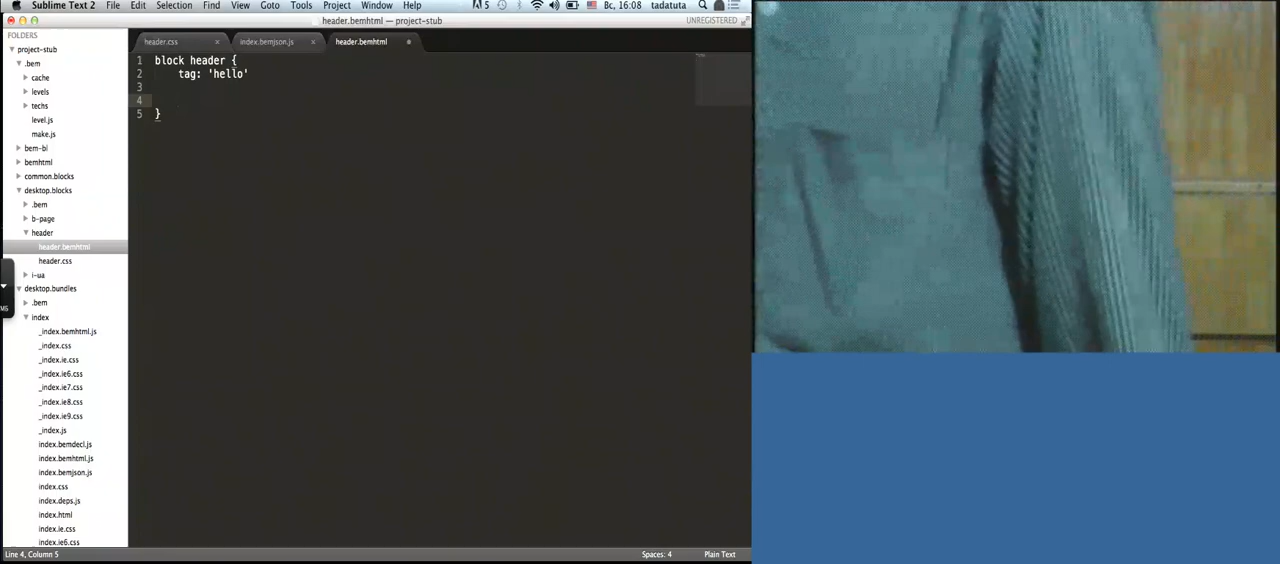 Sublime Text 2 File Edit Selection Find View Goto Tools Project Window Help 5 Вс, 16:08 tadatuta
header.bemhtml — project-stub UNREGISTERED
FOLDERS
project-stub
.bem
cache
levels
techs
level.js
make.js
bem-bl
bemhtml
common.blocks
desktop.blocks
.bem
b-page
header
header.bemhtml
header.css
i-ua
desktop.bundles
.bem
index
_index.bemhtml.js
_index.css
_index.ie.css
_index.ie6.css
_index.ie7.css
_index.ie8.css
_index.ie9.css
_index.js
index.bemdecl.js
index.bemhtml.js
index.bemjson.js
index.css
index.deps.js
index.html
index.ie.css
index.ie6.css
header.css × index.bemjson.js × header.bemhtml
1 block header {
2 tag: 'hello'
3
4
5 }
Line 4, Column 5 Spaces: 4 Plain Text